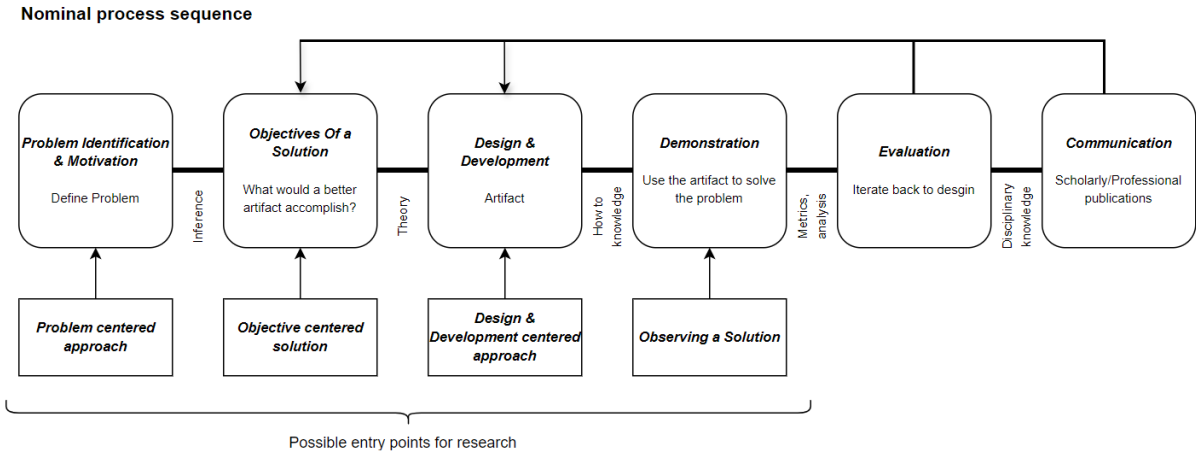 Nominal process sequence
Problem Identification
& Motivation
Define Problem
Inference
Objectives Of a
Solution
What would a better
artifact accomplish?
Theory
Design &
Development
Artifact
How to
knowledge
Demonstration
Use the artifact to solve
the problem
Metrics,
analysis
Evaluation
Iterate back to desgin
Disciplinary
knowledge
Communication
Scholarly/Professional
publications
Problem centered
approach
Objective centered
solution
Design &
Development centered
approach
Observing a Solution
Possible entry points for research